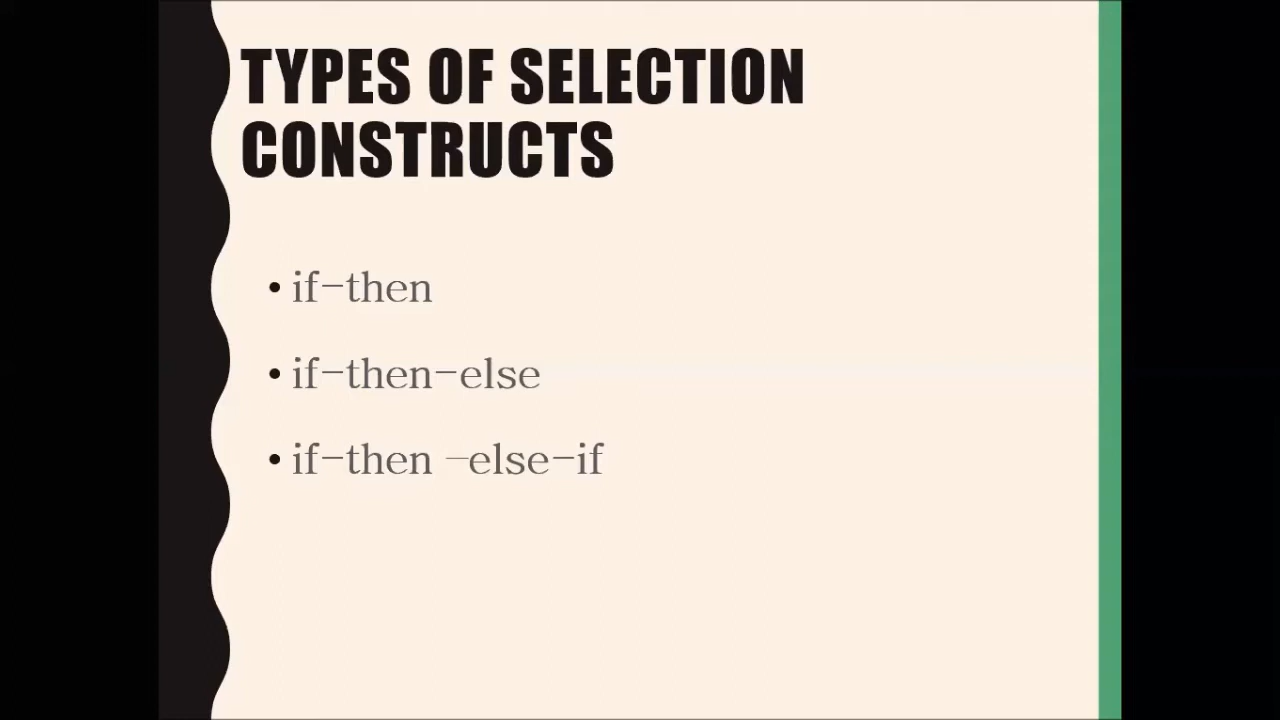 TYPES OF SELECTION
CONSTRUCTS
• if-then
• if-then-else
• if-then –else-if